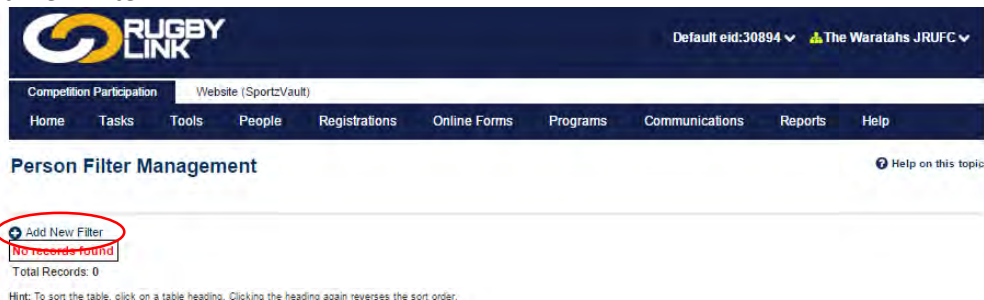 RUGBY
LINK
Default eid:30894 The Waratahs JRUFC
Competition Participation Website (SportzVault)
Home Tasks Tools People Registrations Online Forms Programs Communications Reports Help
Person Filter Management
Help on this topic
Add New Filter
No records found
Total Records: 0
Hint: To sort the table, click on a table heading. Clicking the heading again reverses the sort order.